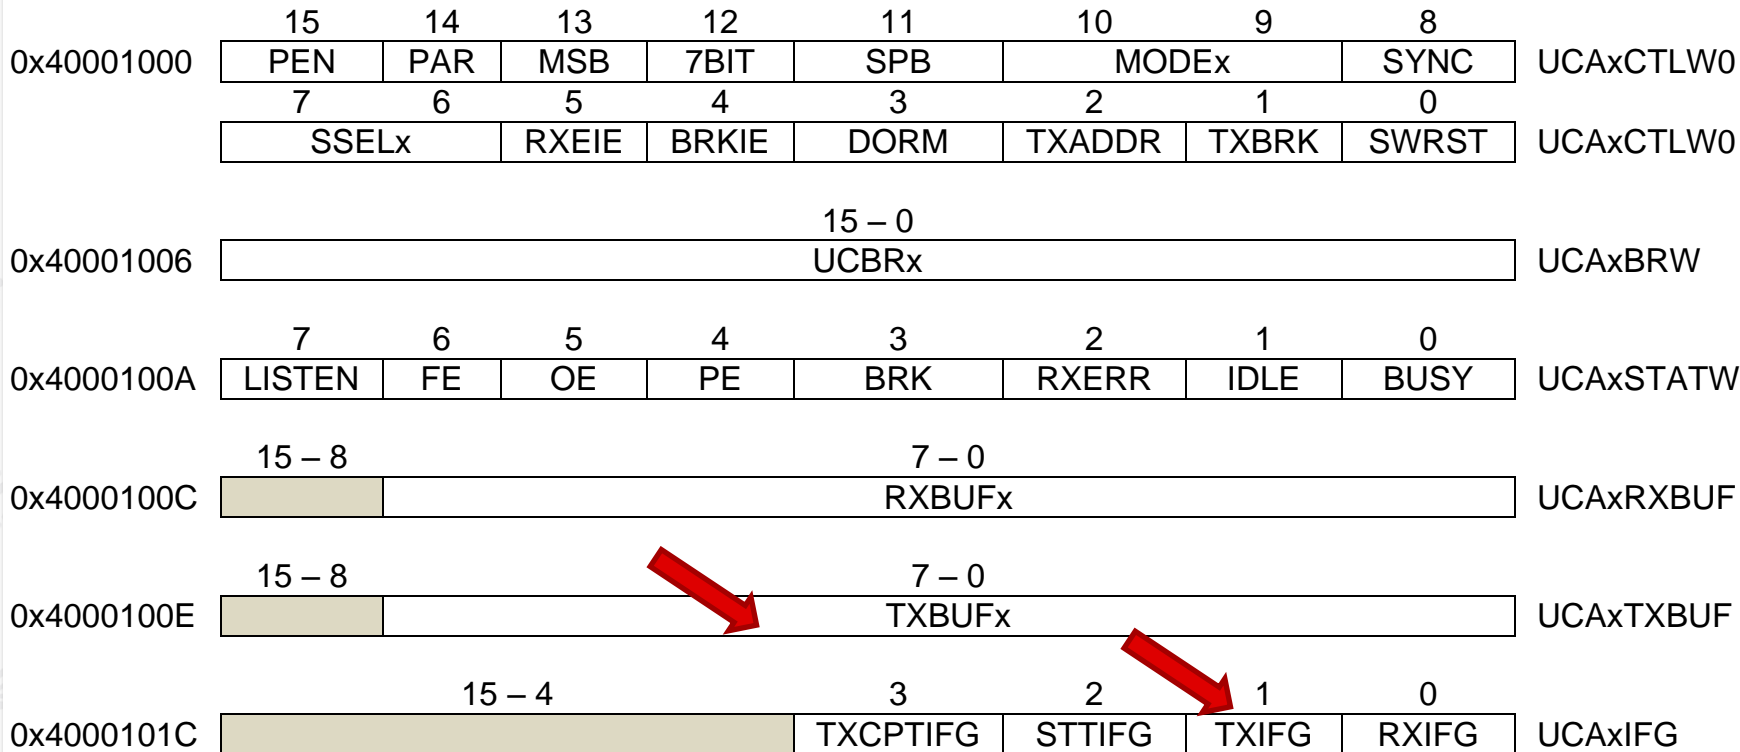 15 14 13 12 11 10 9 8
0x40001000 PEN PAR MSB 7BIT SPB MODEx SYNC UCAxCTLW0
7 6 5 4 3 2 1 0
SSELx RXEIE BRKIE DORM TXADDR TXBRK SWRST UCAxCTLW0
15 – 0
0x40001006 UCBRx UCAxBRW
7 6 5 4 3 2 1 0
0x4000100A LISTEN FE OE PE BRK RXERR IDLE BUSY UCAxSTATW
15 – 8 7 – 0
0x4000100C RXBUFx UCAxRXBUF
15 – 8 7 – 0
0x4000100E TXBUFx UCAxTXBUF
15 – 4 3 2 1 0
0x4000101C TXCPTIFG STTIFG TXIFG RXIFG UCAxIFG